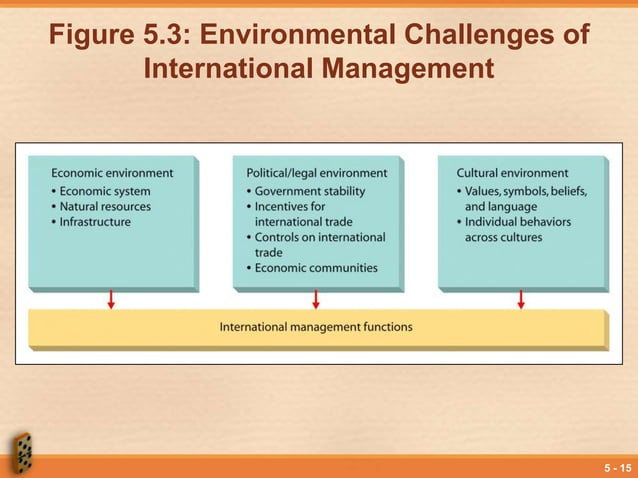 Figure 5.3: Environmental Challenges of
International Management
Economic environment
• Economic system
• Natural resources
• Infrastructure
Political/legal environment
• Government stability
• Incentives for
international trade
• Controls on international
trade
• Economic communities
Cultural environment
• Values, symbols, beliefs,
and language
• Individual behaviors
across cultures
International management functions
5 - 15